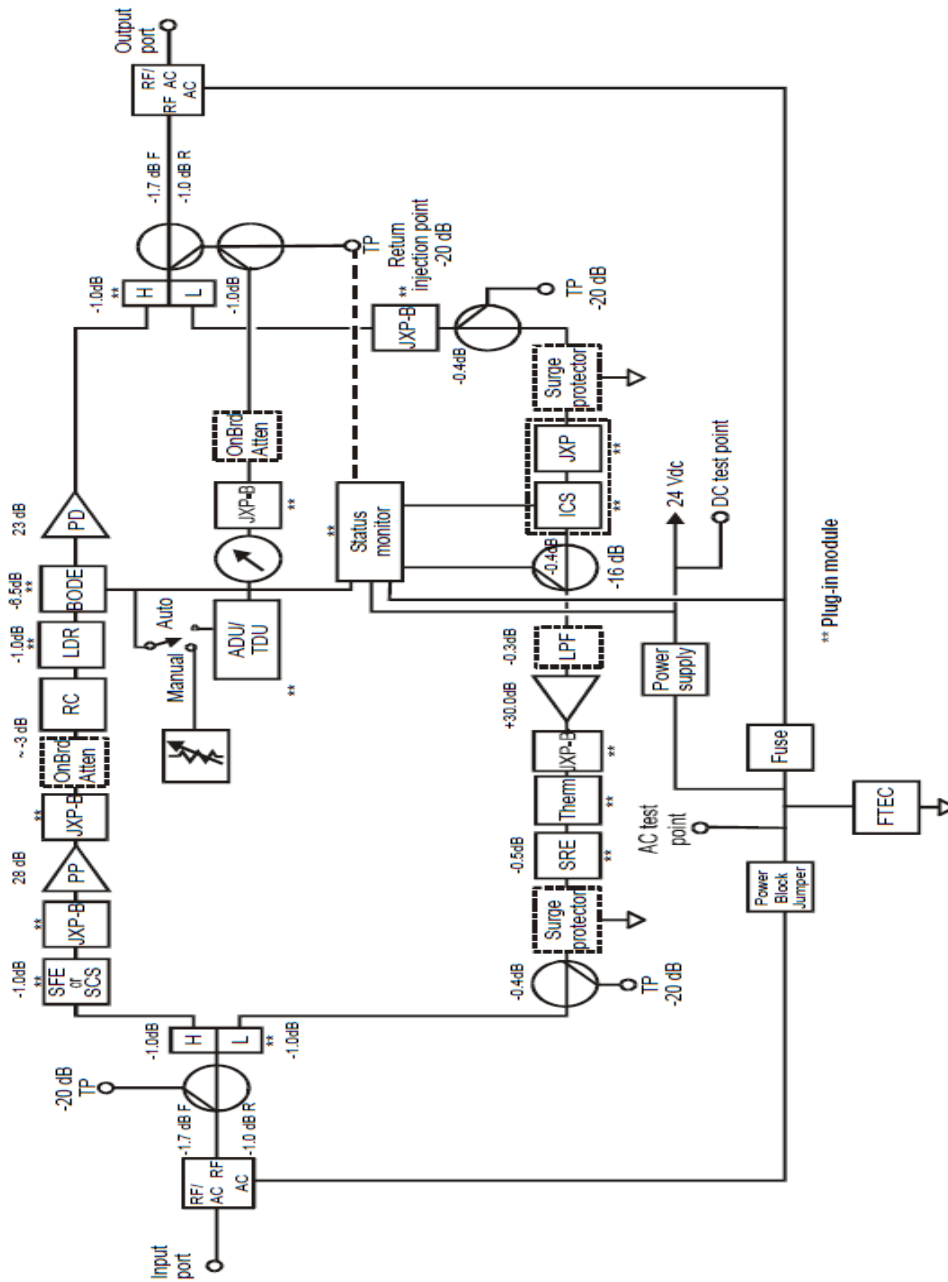 Input
port
RF/
AC RF
AC
-1.7 dB F
-1.0 dB R
-20 dB
TP
-1.0dB
H
L
**
-1.0dB
-1.0dB
**
SFE
or
SCS
**
JXP-B
28 dB
PP
**
JXP-B
OnBrd
Atten
~ -3 dB
RC
-1.0dB
**
LDR
-6.5dB
**
BODE
23 dB
PD
-1.0dB
**
H
L
-1.0dB
-1.7 dB F
-1.0 dB R
RF/
RF AC
AC
Output
port
Manual
Auto
ADU/
TDU
**
JXP-B
**
OnBrd
Atten
TP
Return
injection point
-20 dB
**
Status
monitor
JXP-B
**
-0.4dB
TP
-20 dB
-0.4dB
TP
-20 dB
Surge
protector
-0.5dB
SRE
**
Therm
**
JXP-B
**
+30.0dB
-0.3dB
LPF
-0.4dB
-16 dB
ICS
**
JXP
**
Surge
protector
AC test
point
Power
supply
24 Vdc
DC test point
Power
Block
Jumper
Fuse
FTEC
** Plug-in module